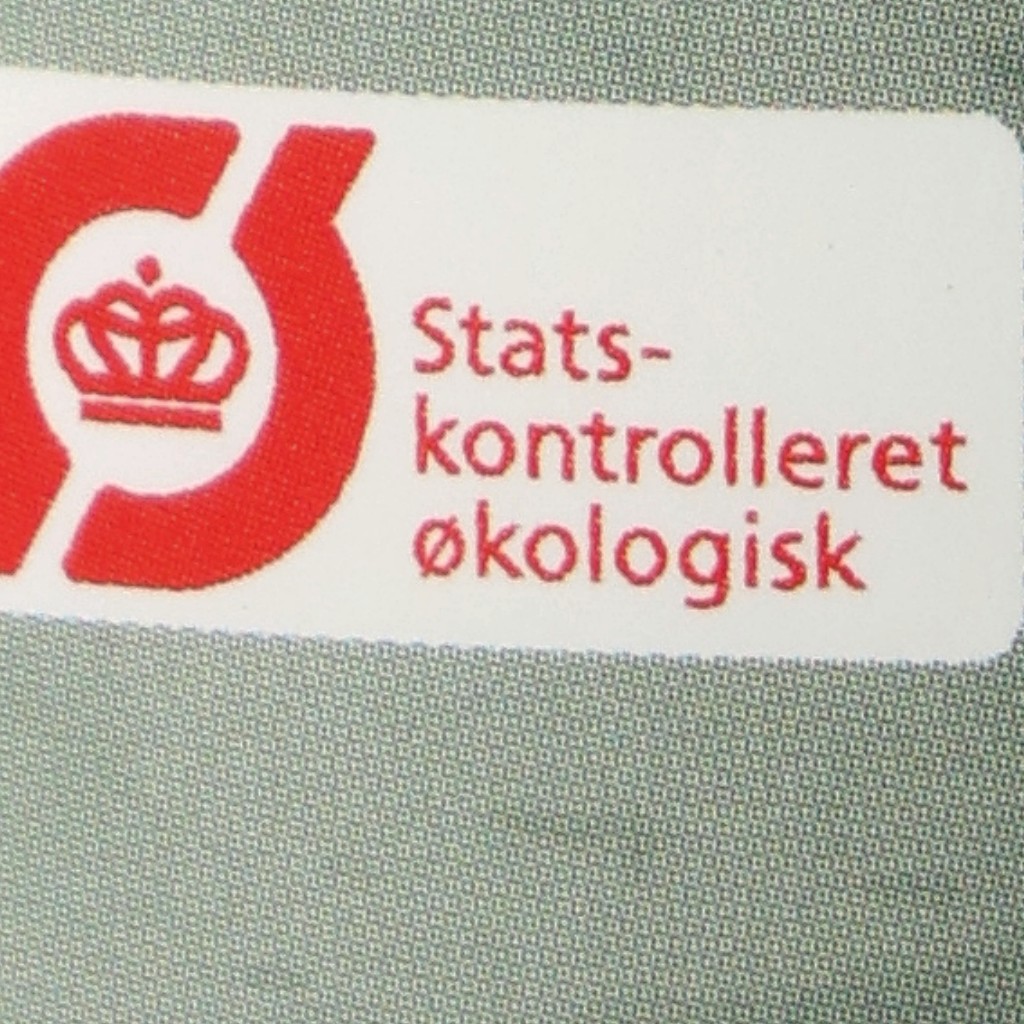 Stats-
kontrolleret
økologisk